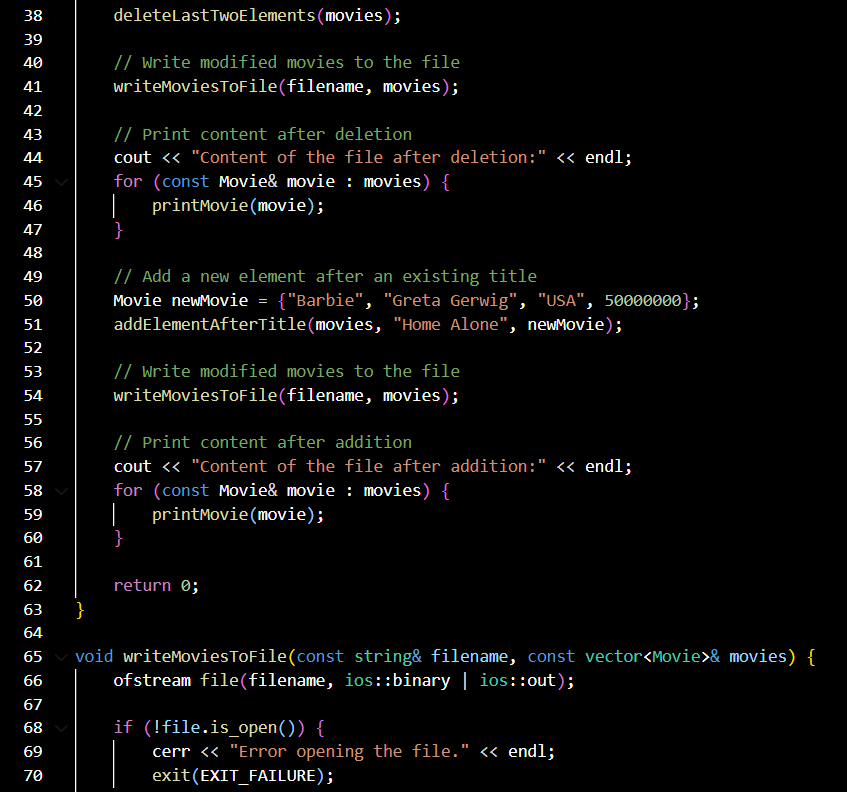 38 deleteLastTwoElements(movies);
39
40 // Write modified movies to the file
41 writeMoviesToFile(filename, movies);
42
43 // Print content after deletion
44 cout << "Content of the file after deletion:" << endl;
45 for (const Movie& movie : movies) {
46 printMovie(movie);
47 }
48
49 // Add a new element after an existing title
50 Movie newMovie = {"Barbie", "Greta Gerwig", "USA", 50000000};
51 addElementAfterTitle(movies, "Home Alone", newMovie);
52
53 // Write modified movies to the file
54 writeMoviesToFile(filename, movies);
55
56 // Print content after addition
57 cout << "Content of the file after addition:" << endl;
58 for (const Movie& movie : movies) {
59 printMovie(movie);
60 }
61
62 return 0;
63 }
64
65 void writeMoviesToFile(const string& filename, const vector<Movie>& movies) {
66 ofstream file(filename, ios::binary | ios::out);
67
68 if (!file.is_open()) {
69 cerr << "Error opening the file." << endl;
70 exit(EXIT_FAILURE);